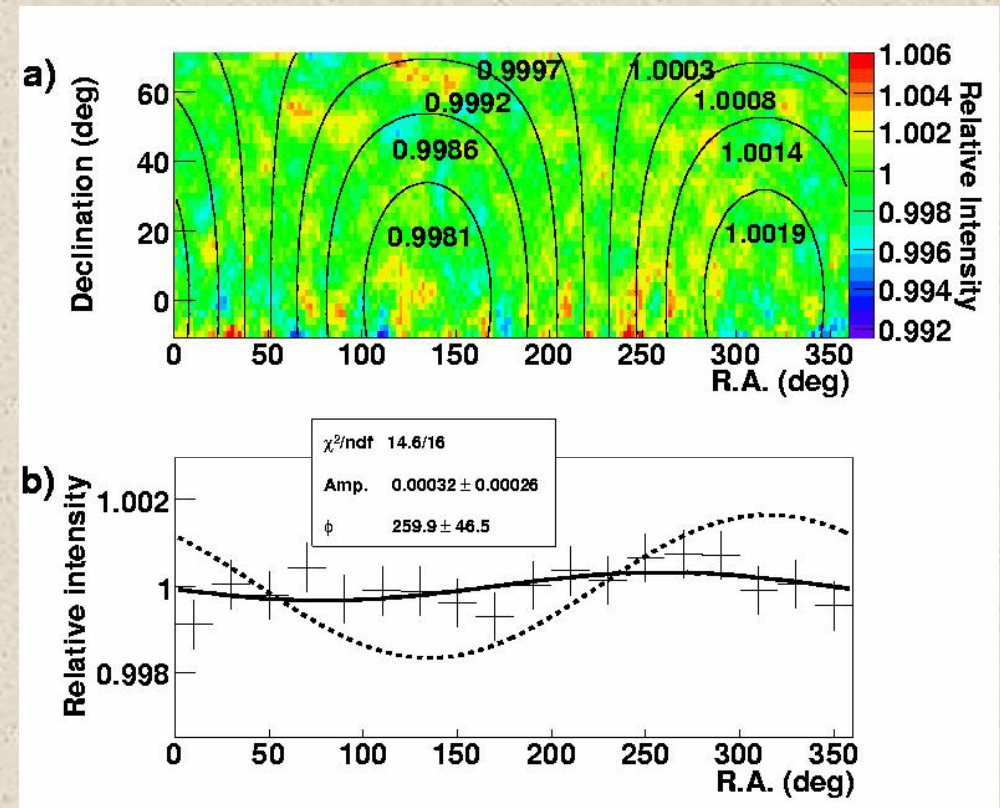 a)
Declination (deg)
60
40
20
0
0.9997
1.0003
0.9992
1.0008
0.9986
1.0014
0.9981
1.0019
0 50 100 150 200 250 300 350
R.A. (deg)
1.006
1.004
1.002
1
0.998
0.996
0.994
0.992
Relative Intensity
b)
Relative intensity
1.002
1
0.998
χ²/ndf 14.6/16
Amp. 0.00032 ± 0.00026
ϕ 259.9 ± 46.5
0 50 100 150 200 250 300 350
R.A. (deg)